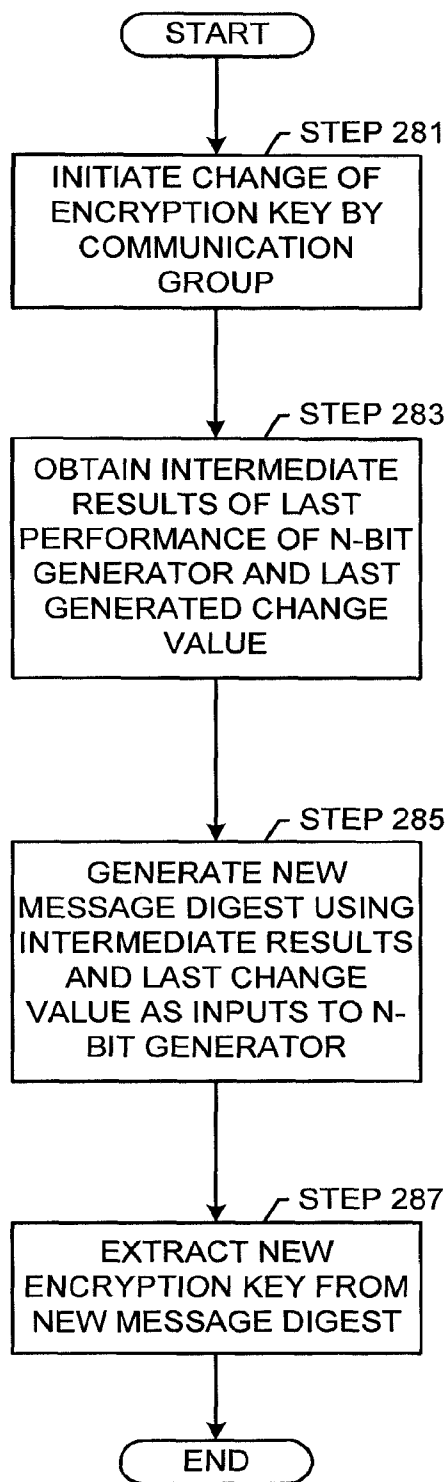 START
STEP 281
INITIATE CHANGE OF
ENCRYPTION KEY BY
COMMUNICATION
GROUP
STEP 283
OBTAIN INTERMEDIATE
RESULTS OF LAST
PERFORMANCE OF N-BIT
GENERATOR AND LAST
GENERATED CHANGE
VALUE
STEP 285
GENERATE NEW
MESSAGE DIGEST USING
INTERMEDIATE RESULTS
AND LAST CHANGE
VALUE AS INPUTS TO N-
BIT GENERATOR
STEP 287
EXTRACT NEW
ENCRYPTION KEY FROM
NEW MESSAGE DIGEST
END